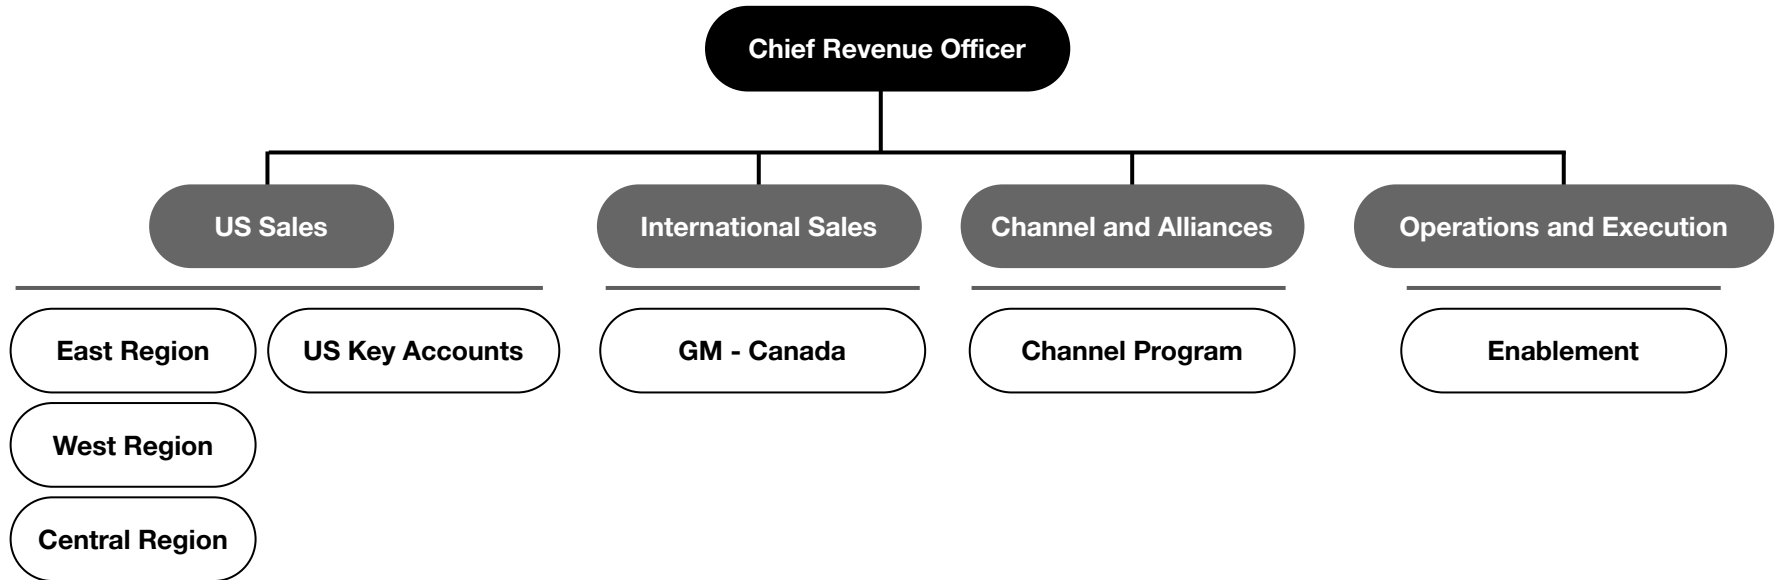 Chief Revenue Officer
US Sales
International Sales
Channel and Alliances
Operations and Execution
East Region
US Key Accounts
GM - Canada
Channel Program
Enablement
West Region
Central Region